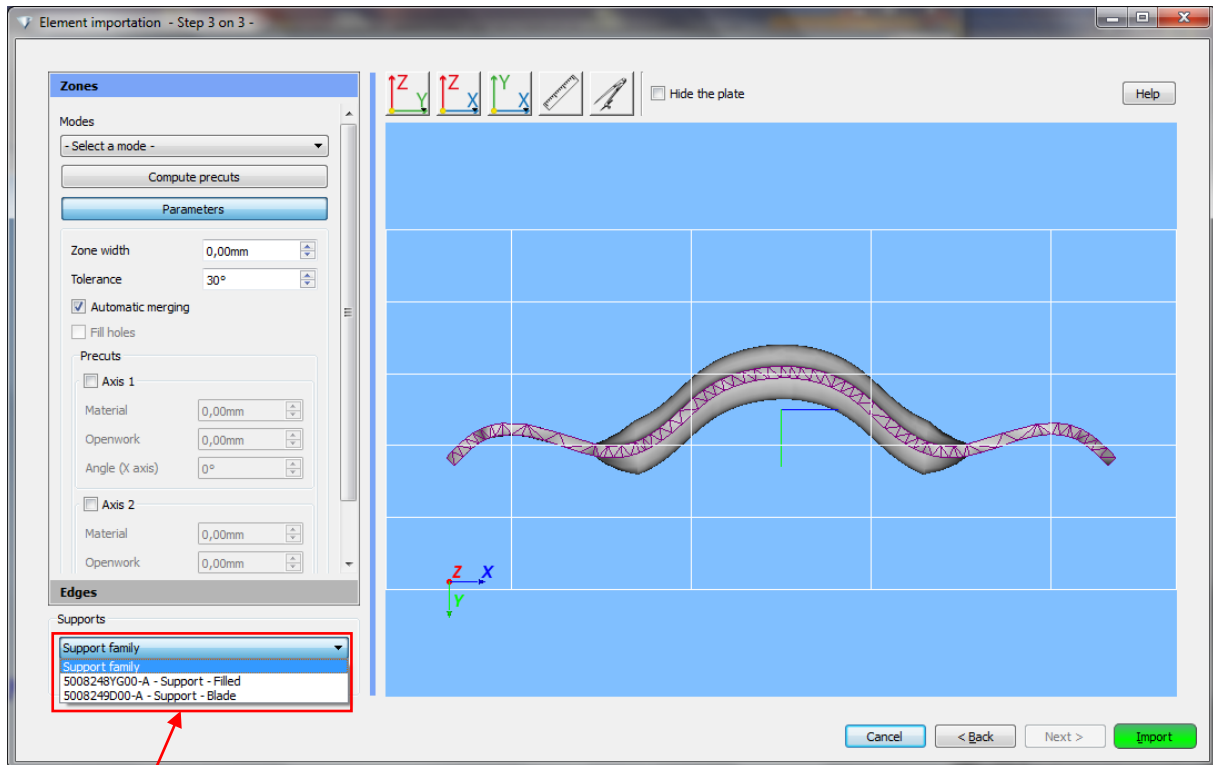 Element importation - Step 3 on 3 -
Zones
Modes
- Select a mode -
Compute precuts
Parameters
Zone width 0,00mm
Tolerance 30°
Automatic merging
Fill holes
Precuts
Axis 1
Material 0,00mm
Openwork 0,00mm
Angle (X axis) 0°
Axis 2
Material 0,00mm
Openwork 0,00mm
Edges
Supports
Support family
Support family
5008248YG00-A - Support - Filled
5008249D00-A - Support - Blade
Z Y
Z X
Y X
Hide the plate
Help
Z X
Y
Cancel
< Back
Next >
Import